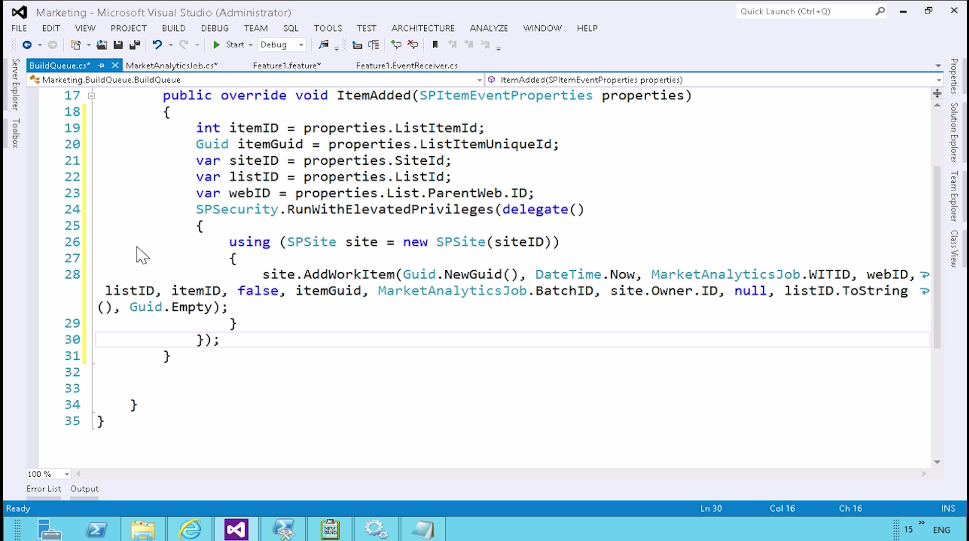 Marketing - Microsoft Visual Studio (Administrator)
Quick Launch (Ctrl+Q)
FILE EDIT VIEW PROJECT BUILD DEBUG TEAM SQL TOOLS TEST ARCHITECTURE ANALYZE WINDOW HELP
Start Debug
BuildQueue.cs* MarketAnalyticsJob.cs* Feature1.feature* Feature1.EventReceiver.cs
Marketing.BuildQueue.BuildQueue ItemAdded(SPItemEventProperties properties)
Server Explorer
Toolbox
17 public override void ItemAdded(SPItemEventProperties properties)
18 {
19 int itemID = properties.ListItemId;
20 Guid itemGuid = properties.ListItemUniqueId;
21 var siteID = properties.SiteId;
22 var listID = properties.ListId;
23 var webID = properties.List.ParentWeb.ID;
24 SPSecurity.RunWithElevatedPrivileges(delegate()
25 {
26 using (SPSite site = new SPSite(siteID))
27 {
28 site.AddWorkItem(Guid.NewGuid(), DateTime.Now, MarketAnalyticsJob.WITID, webID,
listID, itemID, false, itemGuid, MarketAnalyticsJob.BatchID, site.Owner.ID, null, listID.ToString
(), Guid.Empty);
29 }
30 });
31 }
32
33
34 }
35 }
Properties
Solution Explorer
Team Explorer
Class View
100 %
Error List Output
Ready Ln 30 Col 16 Ch 16 INS
15 ENG